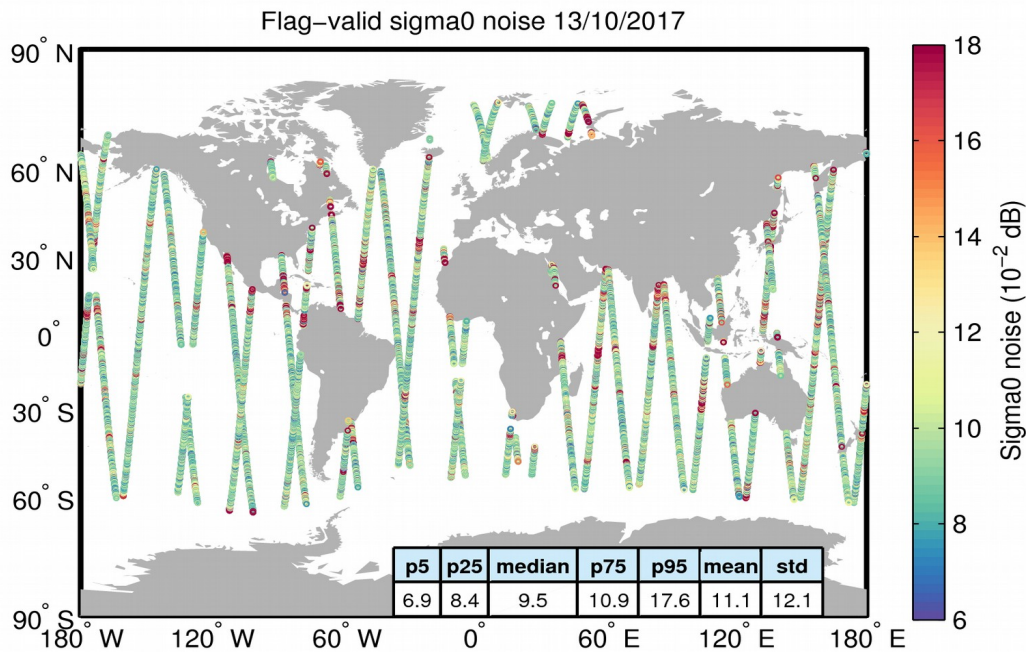 Flag−valid sigma0 noise 13/10/2017
90° N
60° N
30° N
0°
30° S
60° S
90° S
180° W
120° W
60° W
0°
60° E
120° E
180° E
p5 p25 median p75 p95 mean std
6.9 8.4 9.5 10.9 17.6 11.1 12.1
18
16
14
12
10
8
6
Sigma0 noise (10⁻² dB)